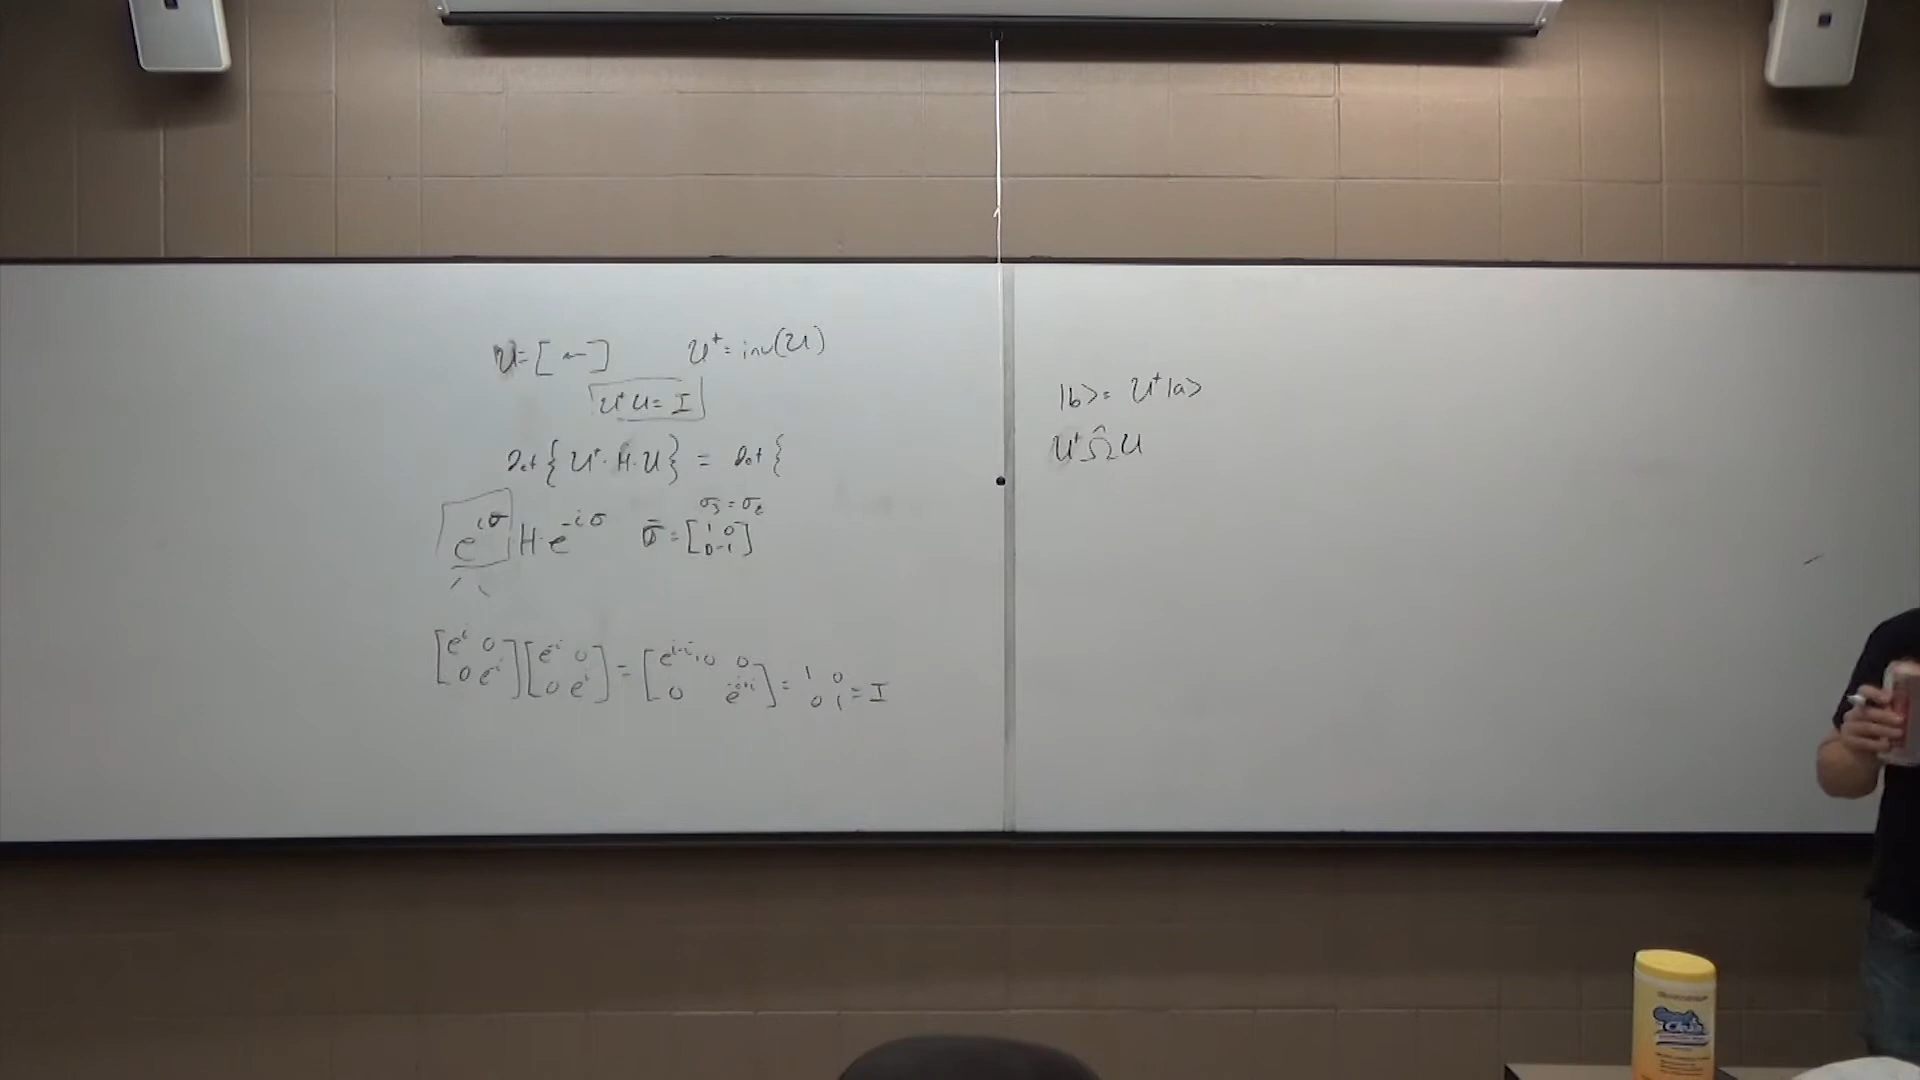 U = [ ~ ] U⁺ = inv(U)
U⁺U = I
Det { U⁺ · H · U } = Det {
σ₃ = σ_z
e^{iσ} H · e^{-iσ} σ̄ = [1 0; 0 -1]
[e^i 0; 0 e^{-i}] [e^{-i} 0; 0 e^i] = [e^{i-i} 0 0; 0 e^{-i+i}] = 1 0; 0 1 = I
|b> = U⁺|a>
U⁺ Ω̂ U